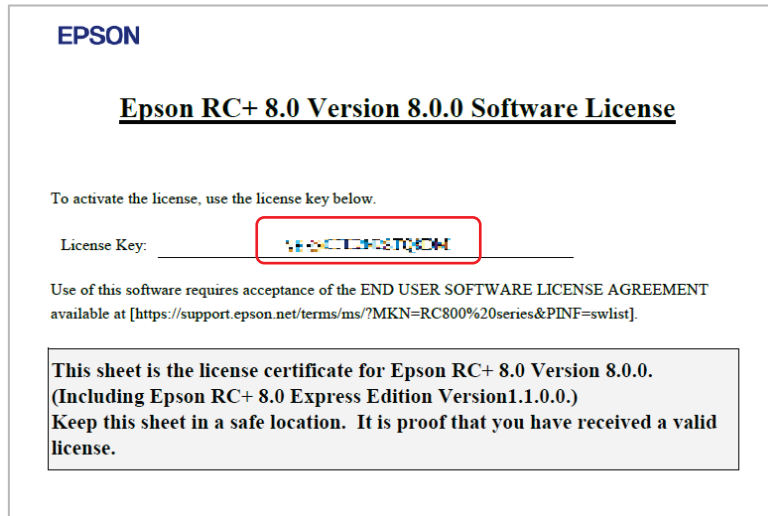 EPSON
Epson RC+ 8.0 Version 8.0.0 Software License
To activate the license, use the license key below.
License Key:
Use of this software requires acceptance of the END USER SOFTWARE LICENSE AGREEMENT
available at [https://support.epson.net/terms/ms/?MKN=RC800%20series&PINF=swlist].
This sheet is the license certificate for Epson RC+ 8.0 Version 8.0.0.
(Including Epson RC+ 8.0 Express Edition Version1.1.0.0.)
Keep this sheet in a safe location.  It is proof that you have received a valid
license.